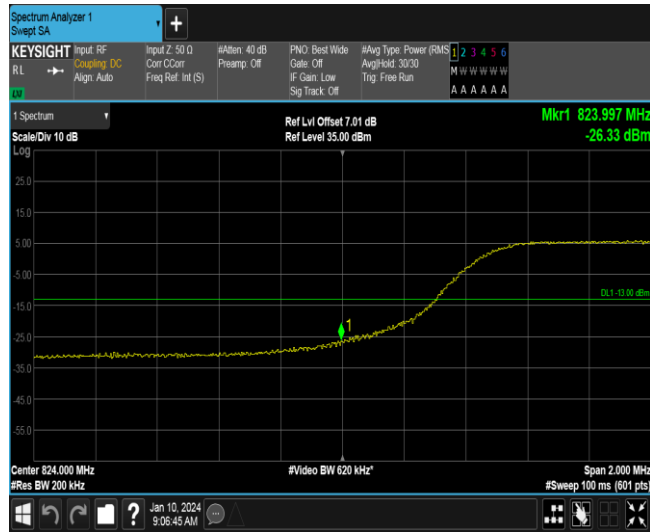 Spectrum Analyzer 1
Swept SA
KEYSIGHT
RL
LXI
Input: RF
Coupling: DC
Align: Auto
Input Z: 50 Ω
Corr CCorr
Freq Ref: Int (S)
#Atten: 40 dB
Preamp: Off
PNO: Best Wide
Gate: Off
IF Gain: Low
Sig Track: Off
#Avg Type: Power (RMS
Avg|Hold: 30/30
Trig: Free Run
1 2 3 4 5 6
M W W W W W
A A A A A A
1 Spectrum
Scale/Div 10 dB
Log
Ref Lvl Offset 7.01 dB
Ref Level 35.00 dBm
Mkr1 823.997 MHz
-26.33 dBm
25.0
15.0
5.00
-5.00
-15.0
-25.0
-35.0
-45.0
-55.0
DL1 -13.00 dBm
1
Center 824.000 MHz
#Res BW 200 kHz
#Video BW 620 kHz*
Span 2.000 MHz
#Sweep 100 ms (601 pts)
?
Jan 10, 2024
9:06:45 AM